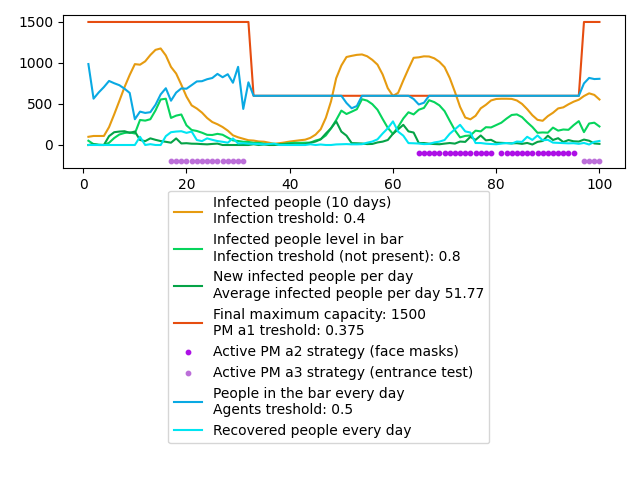 1500
1000
500
0
0
20
40
60
80
100
Infected people (10 days)
Infection treshold: 0.4
Infected people level in bar
Infection treshold (not present): 0.8
New infected people per day
Average infected people per day 51.77
Final maximum capacity: 1500
PM a1 treshold: 0.375
Active PM a2 strategy (face masks)
Active PM a3 strategy (entrance test)
People in the bar every day
Agents treshold: 0.5
Recovered people every day